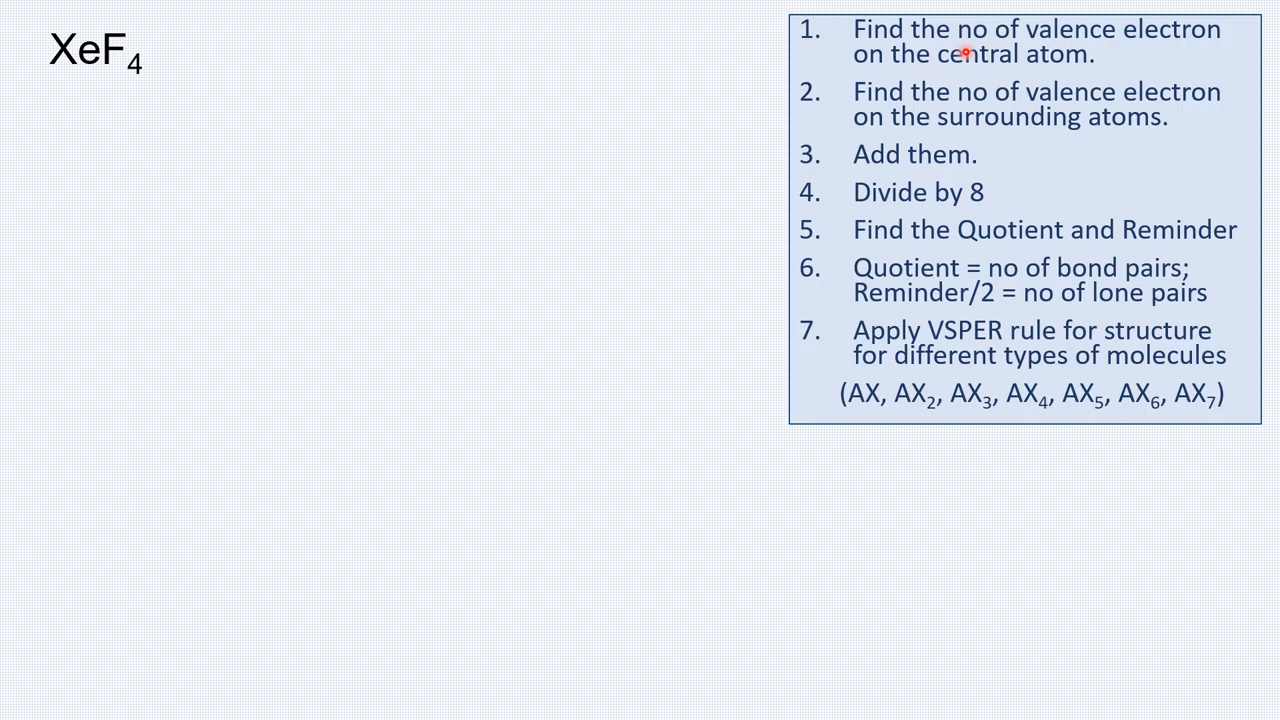 XeF₄
1. Find the no of valence electron
on the central atom.
2. Find the no of valence electron
on the surrounding atoms.
3. Add them.
4. Divide by 8
5. Find the Quotient and Reminder
6. Quotient = no of bond pairs;
Reminder/2 = no of lone pairs
7. Apply VSPER rule for structure
for different types of molecules
(AX, AX₂, AX₃, AX₄, AX₅, AX₆, AX₇)